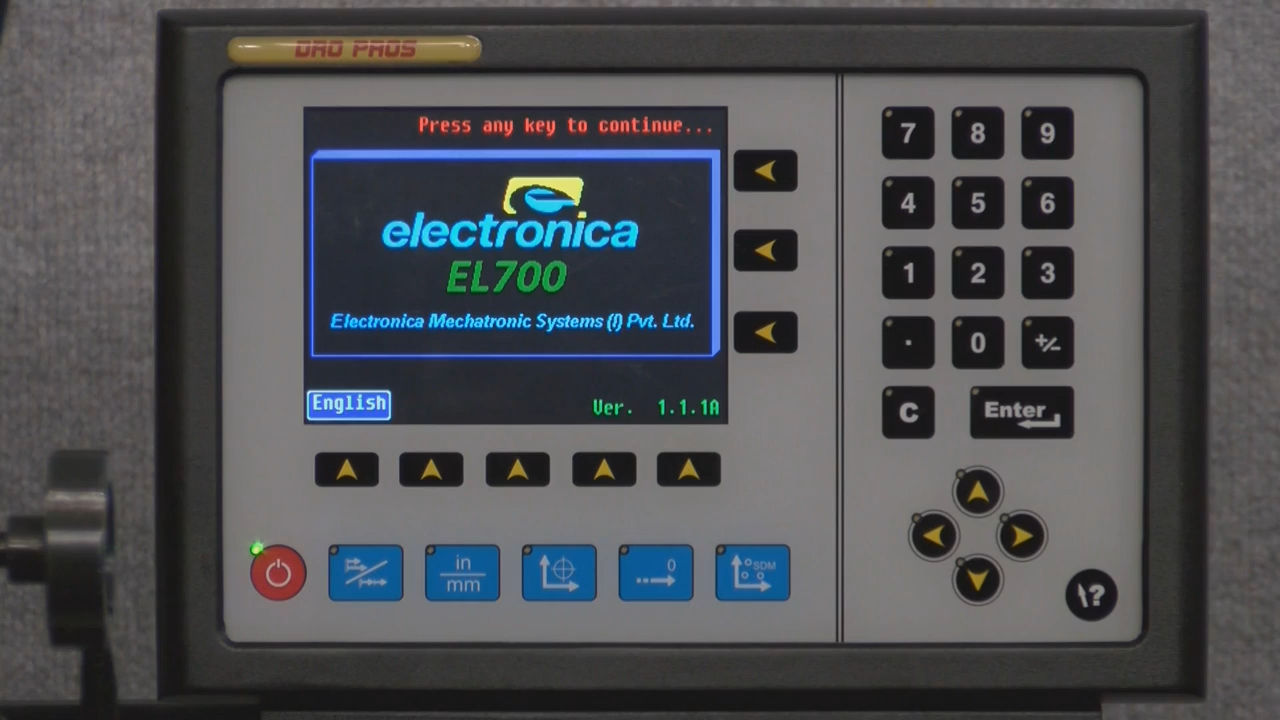 DRO PROS
Press any key to continue...
electronica
EL700
Electronica Mechatronic Systems (I) Pvt. Ltd.
English
Ver. 1.1.1A
7 8 9
4 5 6
1 2 3
. 0 +/-
C Enter
in
mm
0
SDM
?